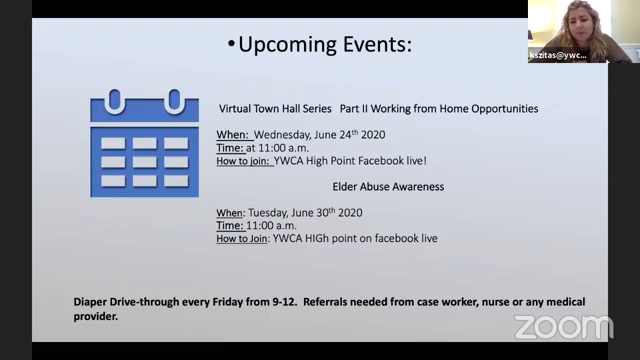 •Upcoming Events:
kszitas@ywc...
Virtual Town Hall Series Part II Working from Home Opportunities
When: Wednesday, June 24th 2020
Time: at 11:00 a.m.
How to join: YWCA High Point Facebook live!
Elder Abuse Awareness
When: Tuesday, June 30th 2020
Time: 11:00 a.m.
How to Join: YWCA HIGh point on facebook live
Diaper Drive-through every Friday from 9-12. Referrals needed from case worker, nurse or any medical
provider.
zoom